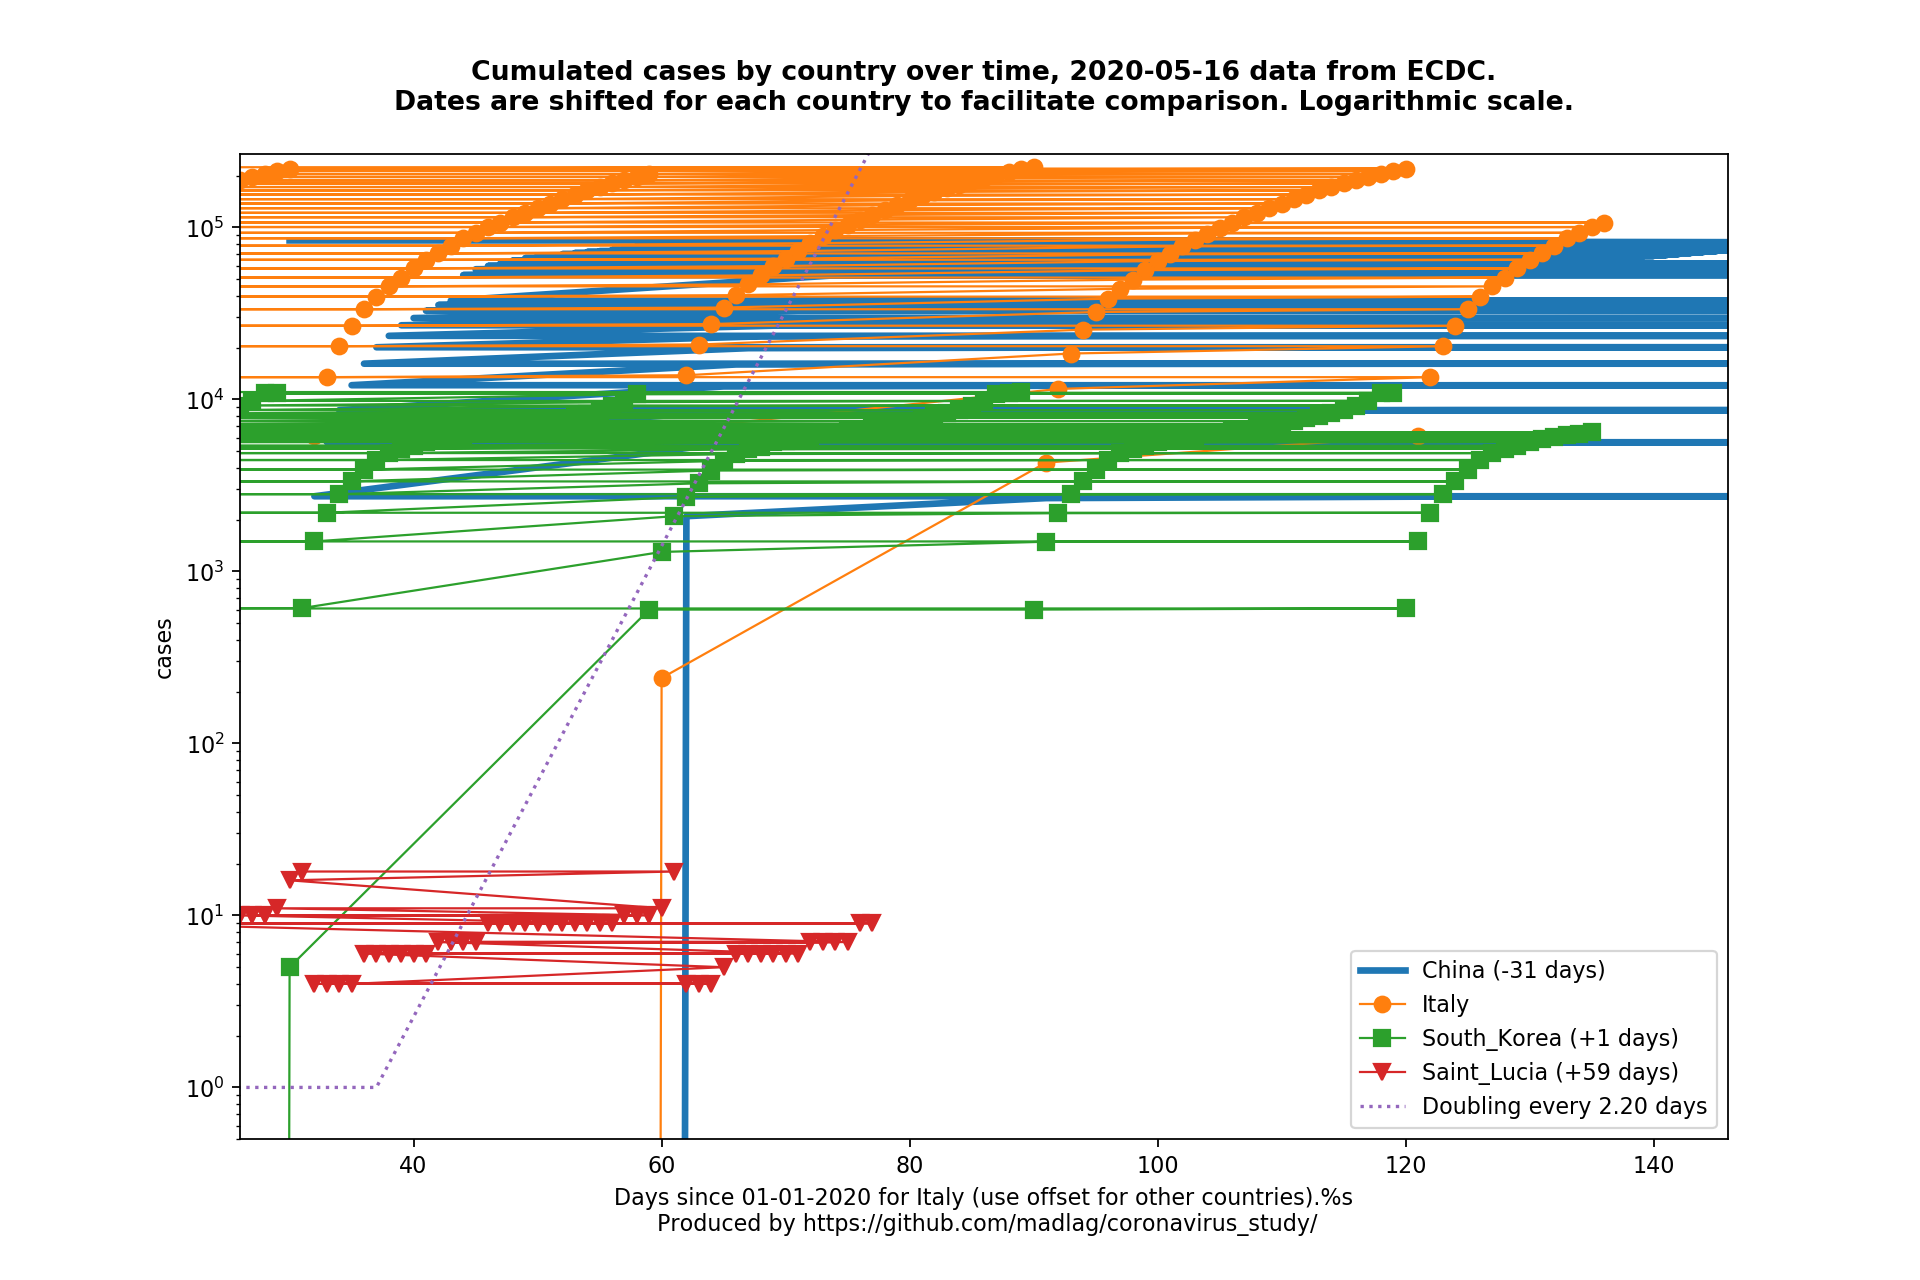 Cumulated cases by country over time, 2020-05-16 data from ECDC.
Dates are shifted for each country to facilitate comparison. Logarithmic scale.
10^5
10^4
10^3
10^2
10^1
10^0
cases
40 60 80 100 120 140
China (-31 days)
Italy
South_Korea (+1 days)
Saint_Lucia (+59 days)
Doubling every 2.20 days
Days since 01-01-2020 for Italy (use offset for other countries).%s
Produced by https://github.com/madlag/coronavirus_study/